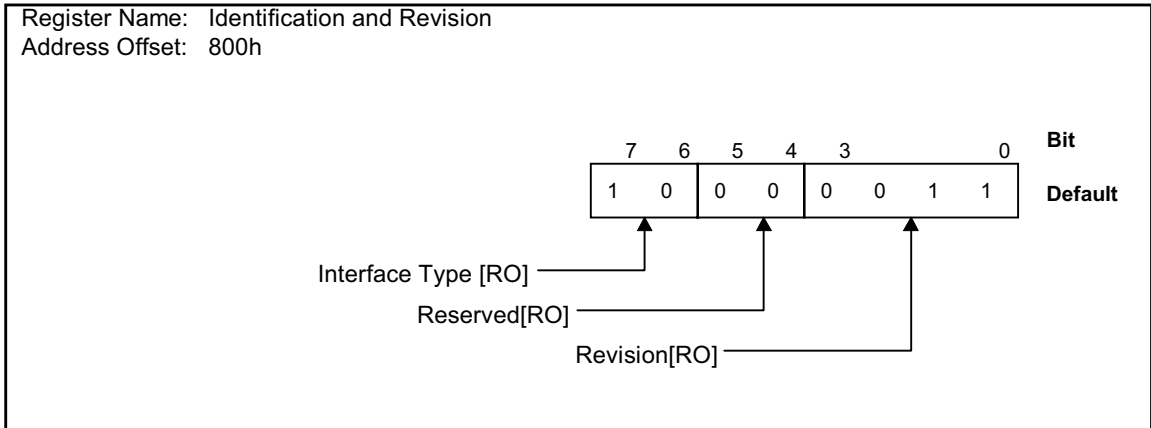 Register Name: Identification and Revision
Address Offset: 800h
7 6 5 4 3 0 Bit
1 0 0 0 0 0 1 1 Default
Interface Type [RO]
Reserved[RO]
Revision[RO]